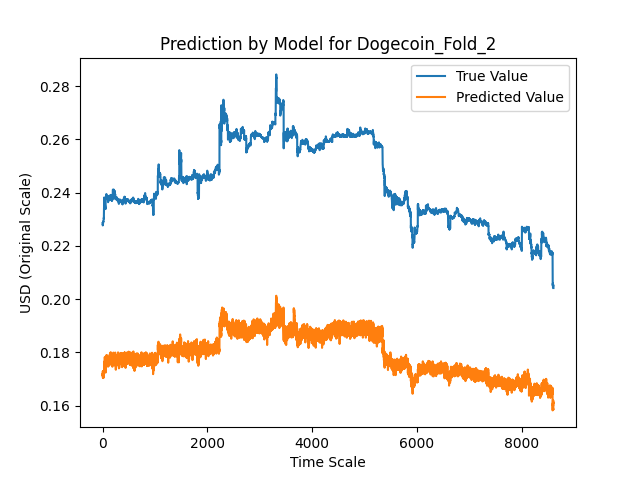 Prediction by Model for Dogecoin_Fold_2
True Value
Predicted Value
USD (Original Scale)
0.28
0.26
0.24
0.22
0.20
0.18
0.16
0
2000
4000
6000
8000
Time Scale